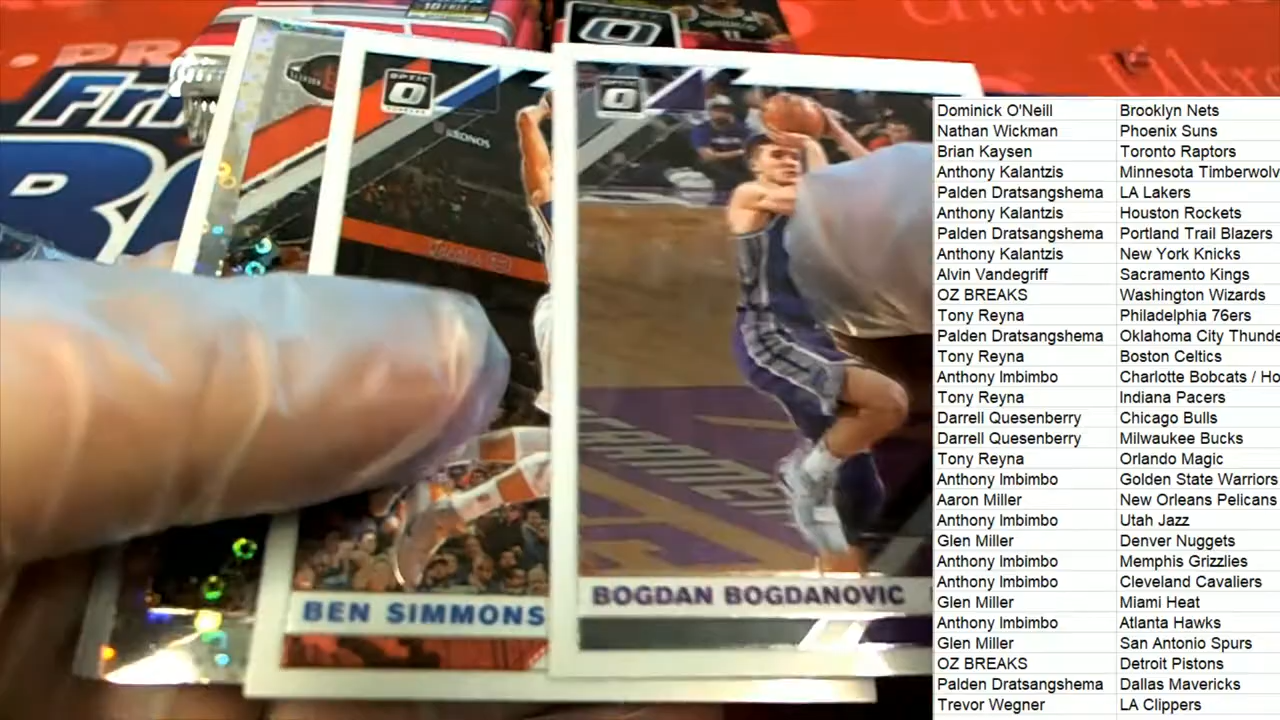 OPTIC
KRONOS
OPTIC
BEN SIMMONS
BOGDAN BOGDANOVIC
Dominick O'Neill Brooklyn Nets
Nathan Wickman Phoenix Suns
Brian Kaysen Toronto Raptors
Anthony Kalantzis Minnesota Timberwolv
Palden Dratsangshema LA Lakers
Anthony Kalantzis Houston Rockets
Palden Dratsangshema Portland Trail Blazers
Anthony Kalantzis New York Knicks
Alvin Vandegriff Sacramento Kings
OZ BREAKS Washington Wizards
Tony Reyna Philadelphia 76ers
Palden Dratsangshema Oklahoma City Thunde
Tony Reyna Boston Celtics
Anthony Imbimbo Charlotte Bobcats / Ho
Tony Reyna Indiana Pacers
Darrell Quesenberry Chicago Bulls
Darrell Quesenberry Milwaukee Bucks
Tony Reyna Orlando Magic
Anthony Imbimbo Golden State Warriors
Aaron Miller New Orleans Pelicans
Anthony Imbimbo Utah Jazz
Glen Miller Denver Nuggets
Anthony Imbimbo Memphis Grizzlies
Anthony Imbimbo Cleveland Cavaliers
Glen Miller Miami Heat
Anthony Imbimbo Atlanta Hawks
Glen Miller San Antonio Spurs
OZ BREAKS Detroit Pistons
Palden Dratsangshema Dallas Mavericks
Trevor Wegner LA Clippers